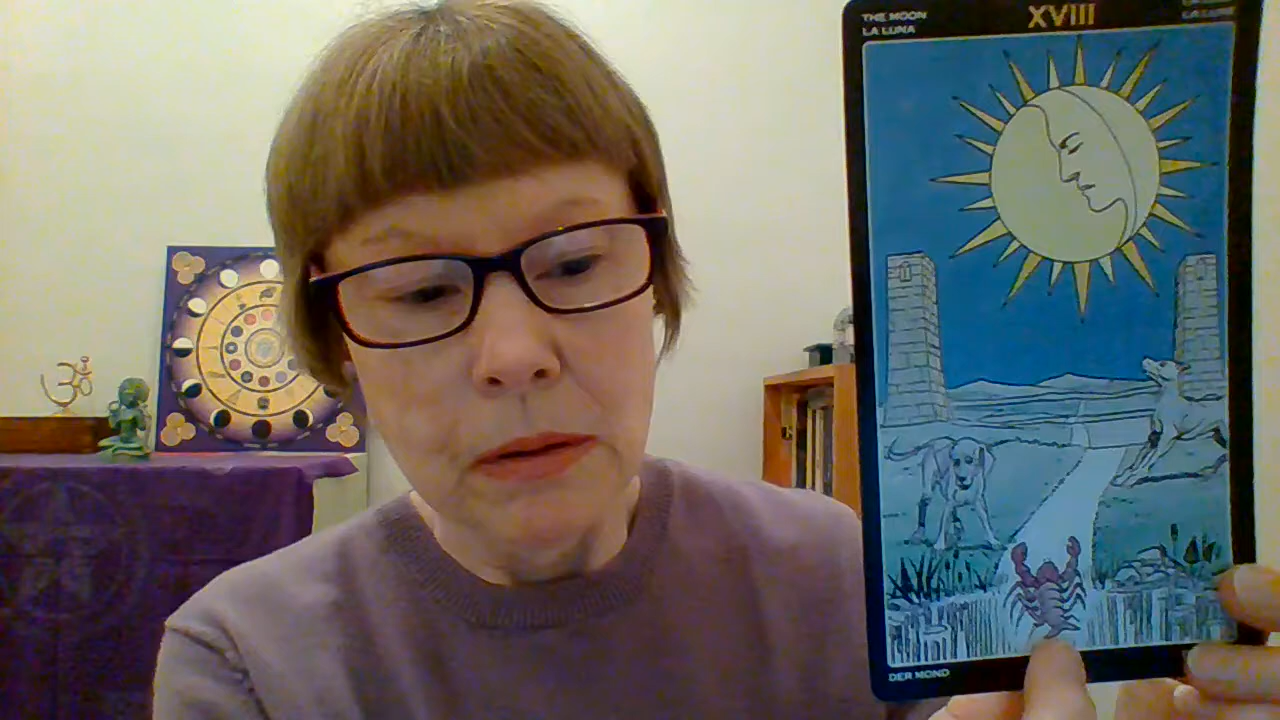 THE MOON
LA LUNA
XVIII
DER MOND